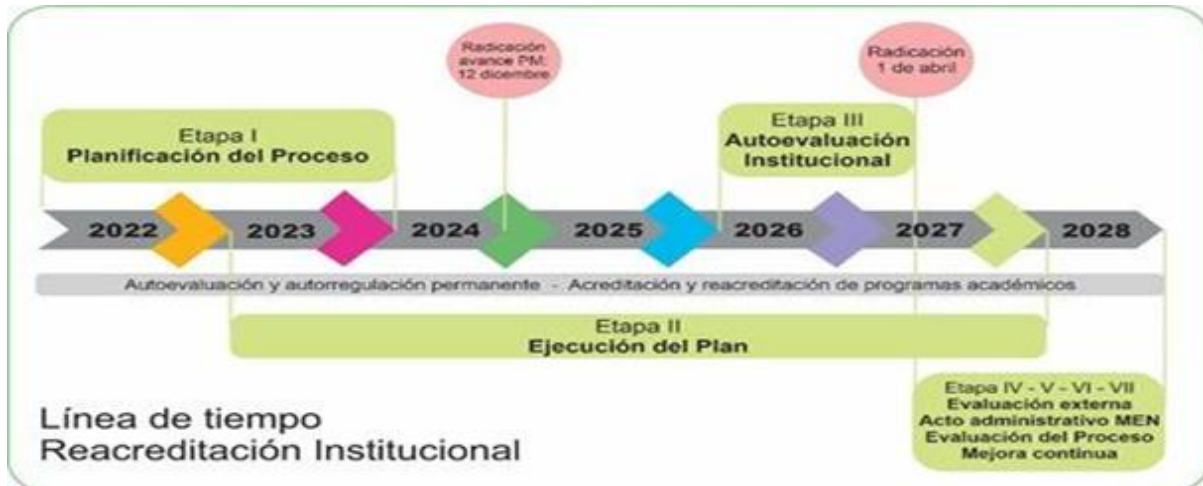 Radicación
avance PM:
12 dicembre
Radicación
1 de abril
Etapa I
Planificación del Proceso
Etapa III
Autoevaluación
Institucional
2022
2023
2024
2025
2026
2027
2028
Autoevaluación y autorregulación permanente - Acreditación y reacreditación de programas académicos
Etapa II
Ejecución del Plan
Etapa IV - V - VI - VII
Evaluación externa
Acto administrativo MEN
Evaluación del Proceso
Mejora continua
Línea de tiempo
Reacreditación Institucional